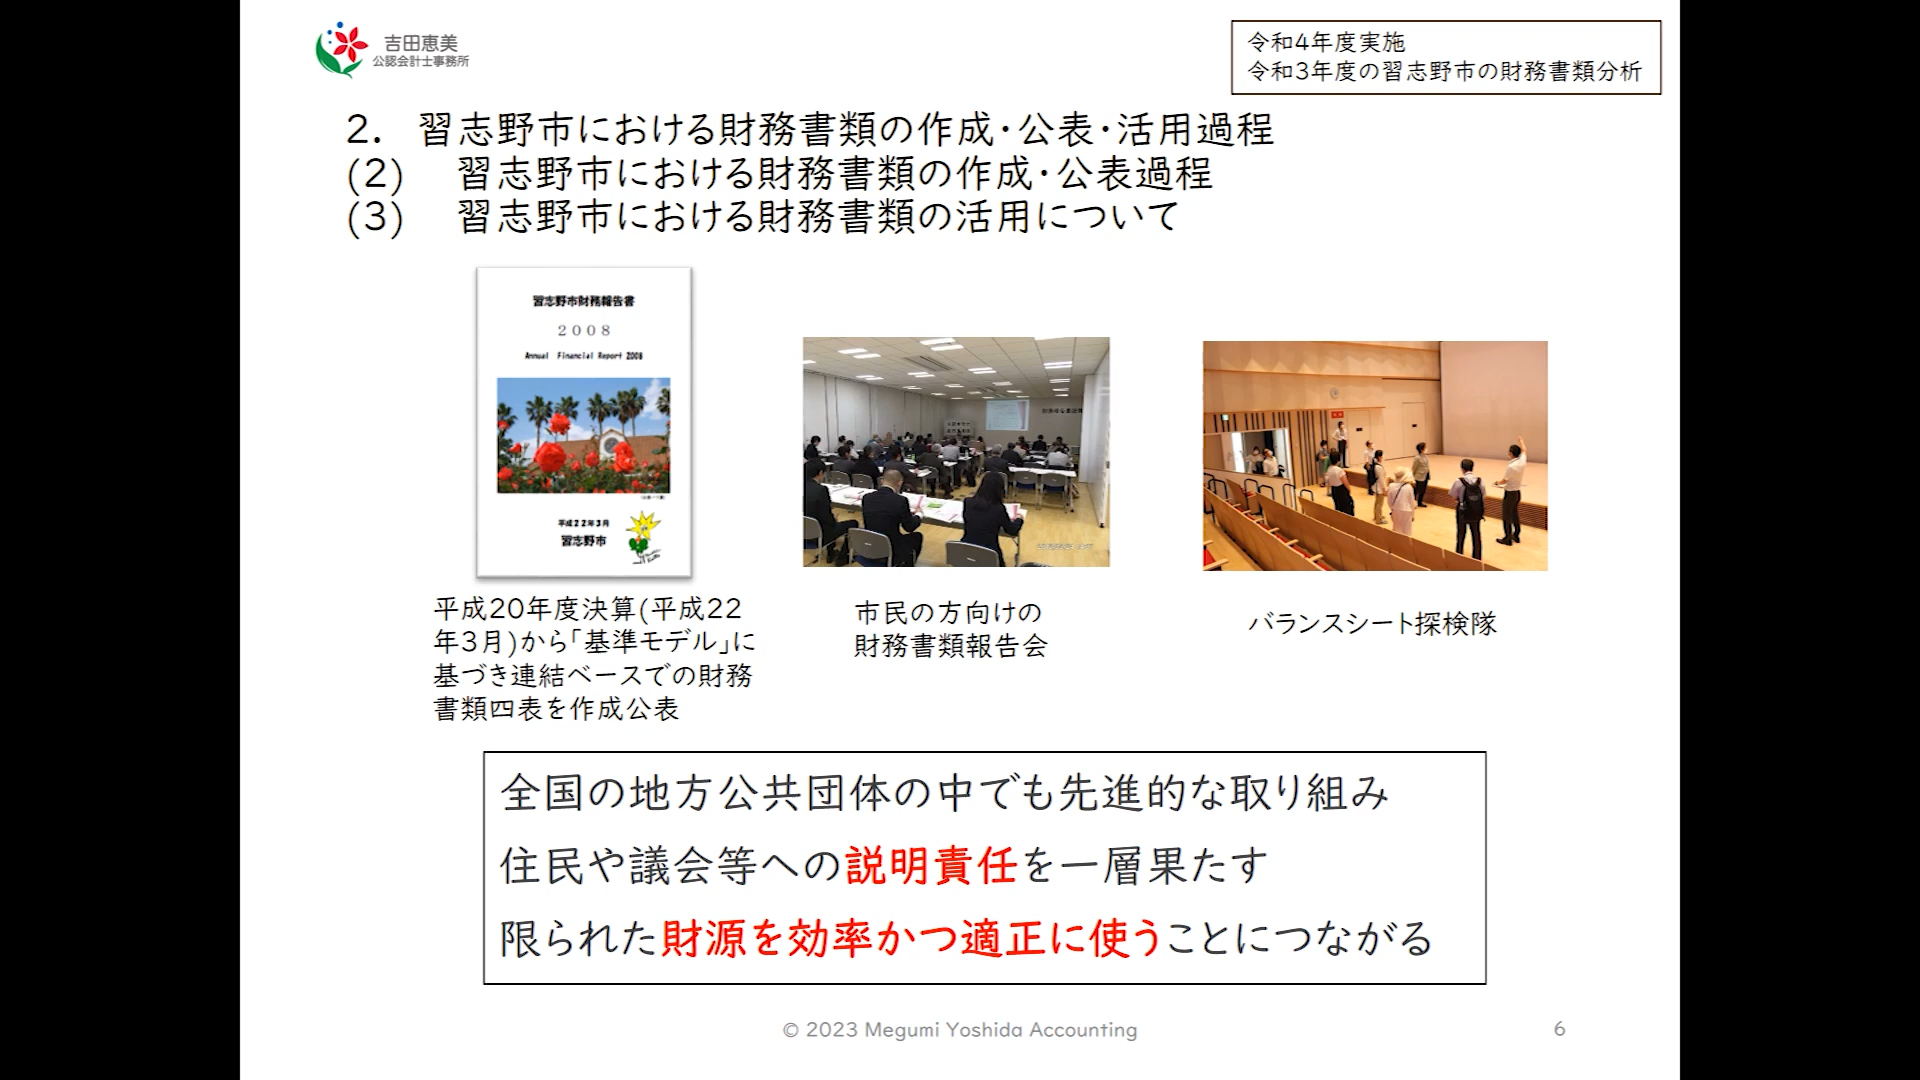 吉田恵美
公認会計士事務所
令和4年度実施
令和3年度の習志野市の財務書類分析
2. 習志野市における財務書類の作成・公表・活用過程
(2) 習志野市における財務書類の作成・公表過程
(3) 習志野市における財務書類の活用について
習志野市財務報告書
2008
Annual Financial Report 2008
平成22年3月
習志野市
平成20年度決算(平成22
年3月)から「基準モデル」に
基づき連結ベースでの財務
書類四表を作成公表
市民の方向けの
財務書類報告会
バランスシート探検隊
全国の地方公共団体の中でも先進的な取り組み
住民や議会等への説明責任を一層果たす
限られた財源を効率かつ適正に使うことにつながる
© 2023 Megumi Yoshida Accounting
6